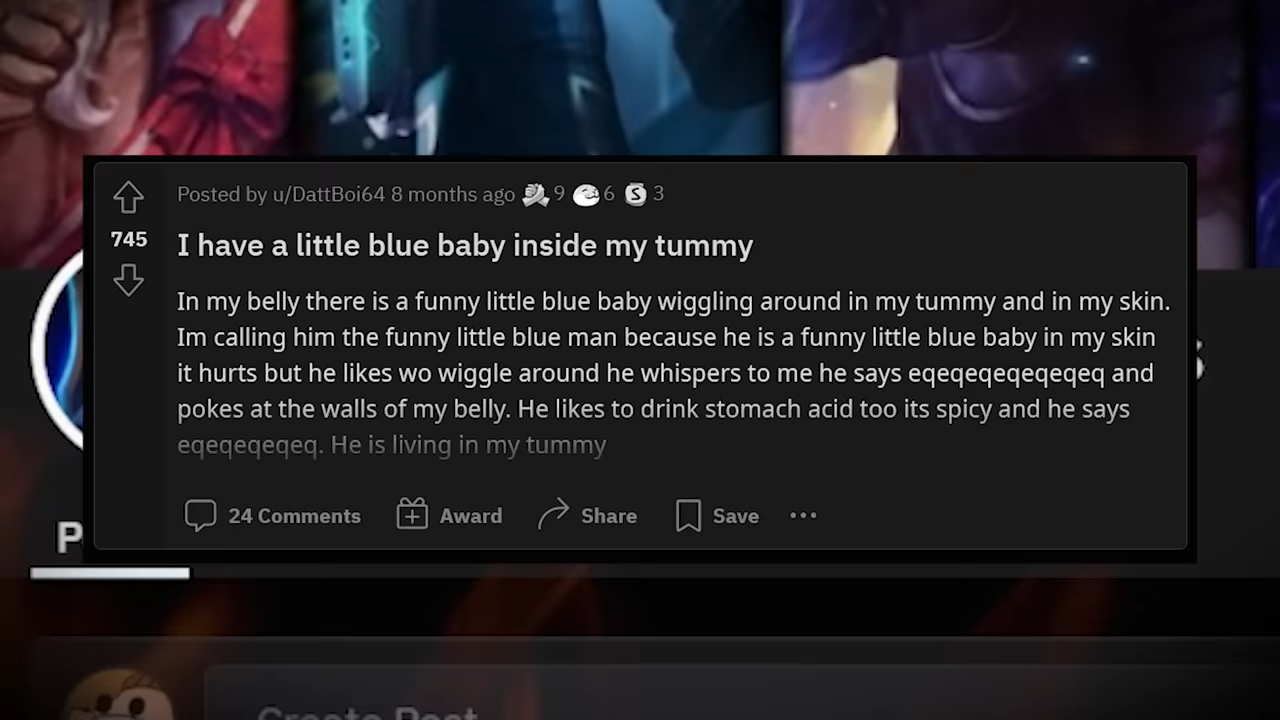 Posted by u/DattBoi64 8 months ago 9 6 S 3
745
I have a little blue baby inside my tummy
In my belly there is a funny little blue baby wiggling around in my tummy and in my skin.
Im calling him the funny little blue man because he is a funny little blue baby in my skin
it hurts but he likes wo wiggle around he whispers to me he says eqeqeqeqeqeqeq and
pokes at the walls of my belly. He likes to drink stomach acid too its spicy and he says
eqeqeqeqeq. He is living in my tummy
24 Comments Award Share Save
P
Create Post